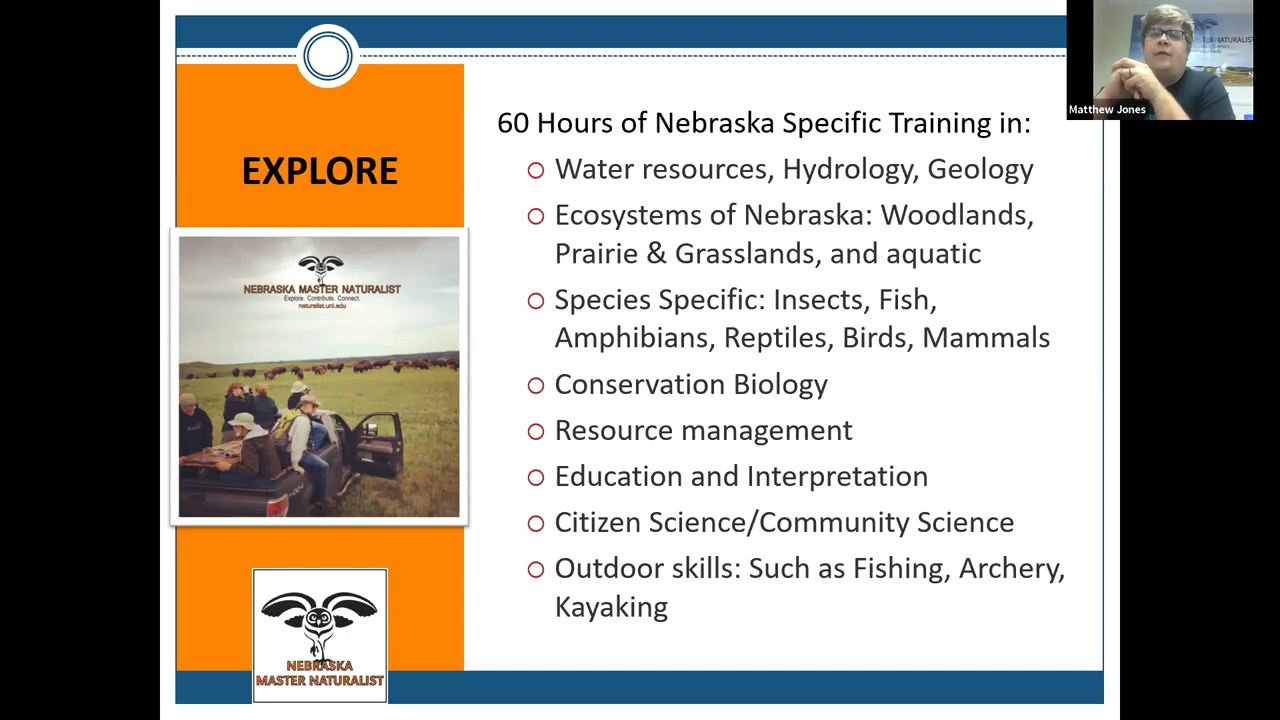 EXPLORE
NEBRASKA MASTER NATURALIST
Explore. Contribute. Connect.
naturalist.unl.edu
NEBRASKA
MASTER NATURALIST
60 Hours of Nebraska Specific Training in:
Water resources, Hydrology, Geology
Ecosystems of Nebraska: Woodlands,
Prairie & Grasslands, and aquatic
Species Specific: Insects, Fish,
Amphibians, Reptiles, Birds, Mammals
Conservation Biology
Resource management
Education and Interpretation
Citizen Science/Community Science
Outdoor skills: Such as Fishing, Archery,
Kayaking
NATURALIST
Matthew Jones